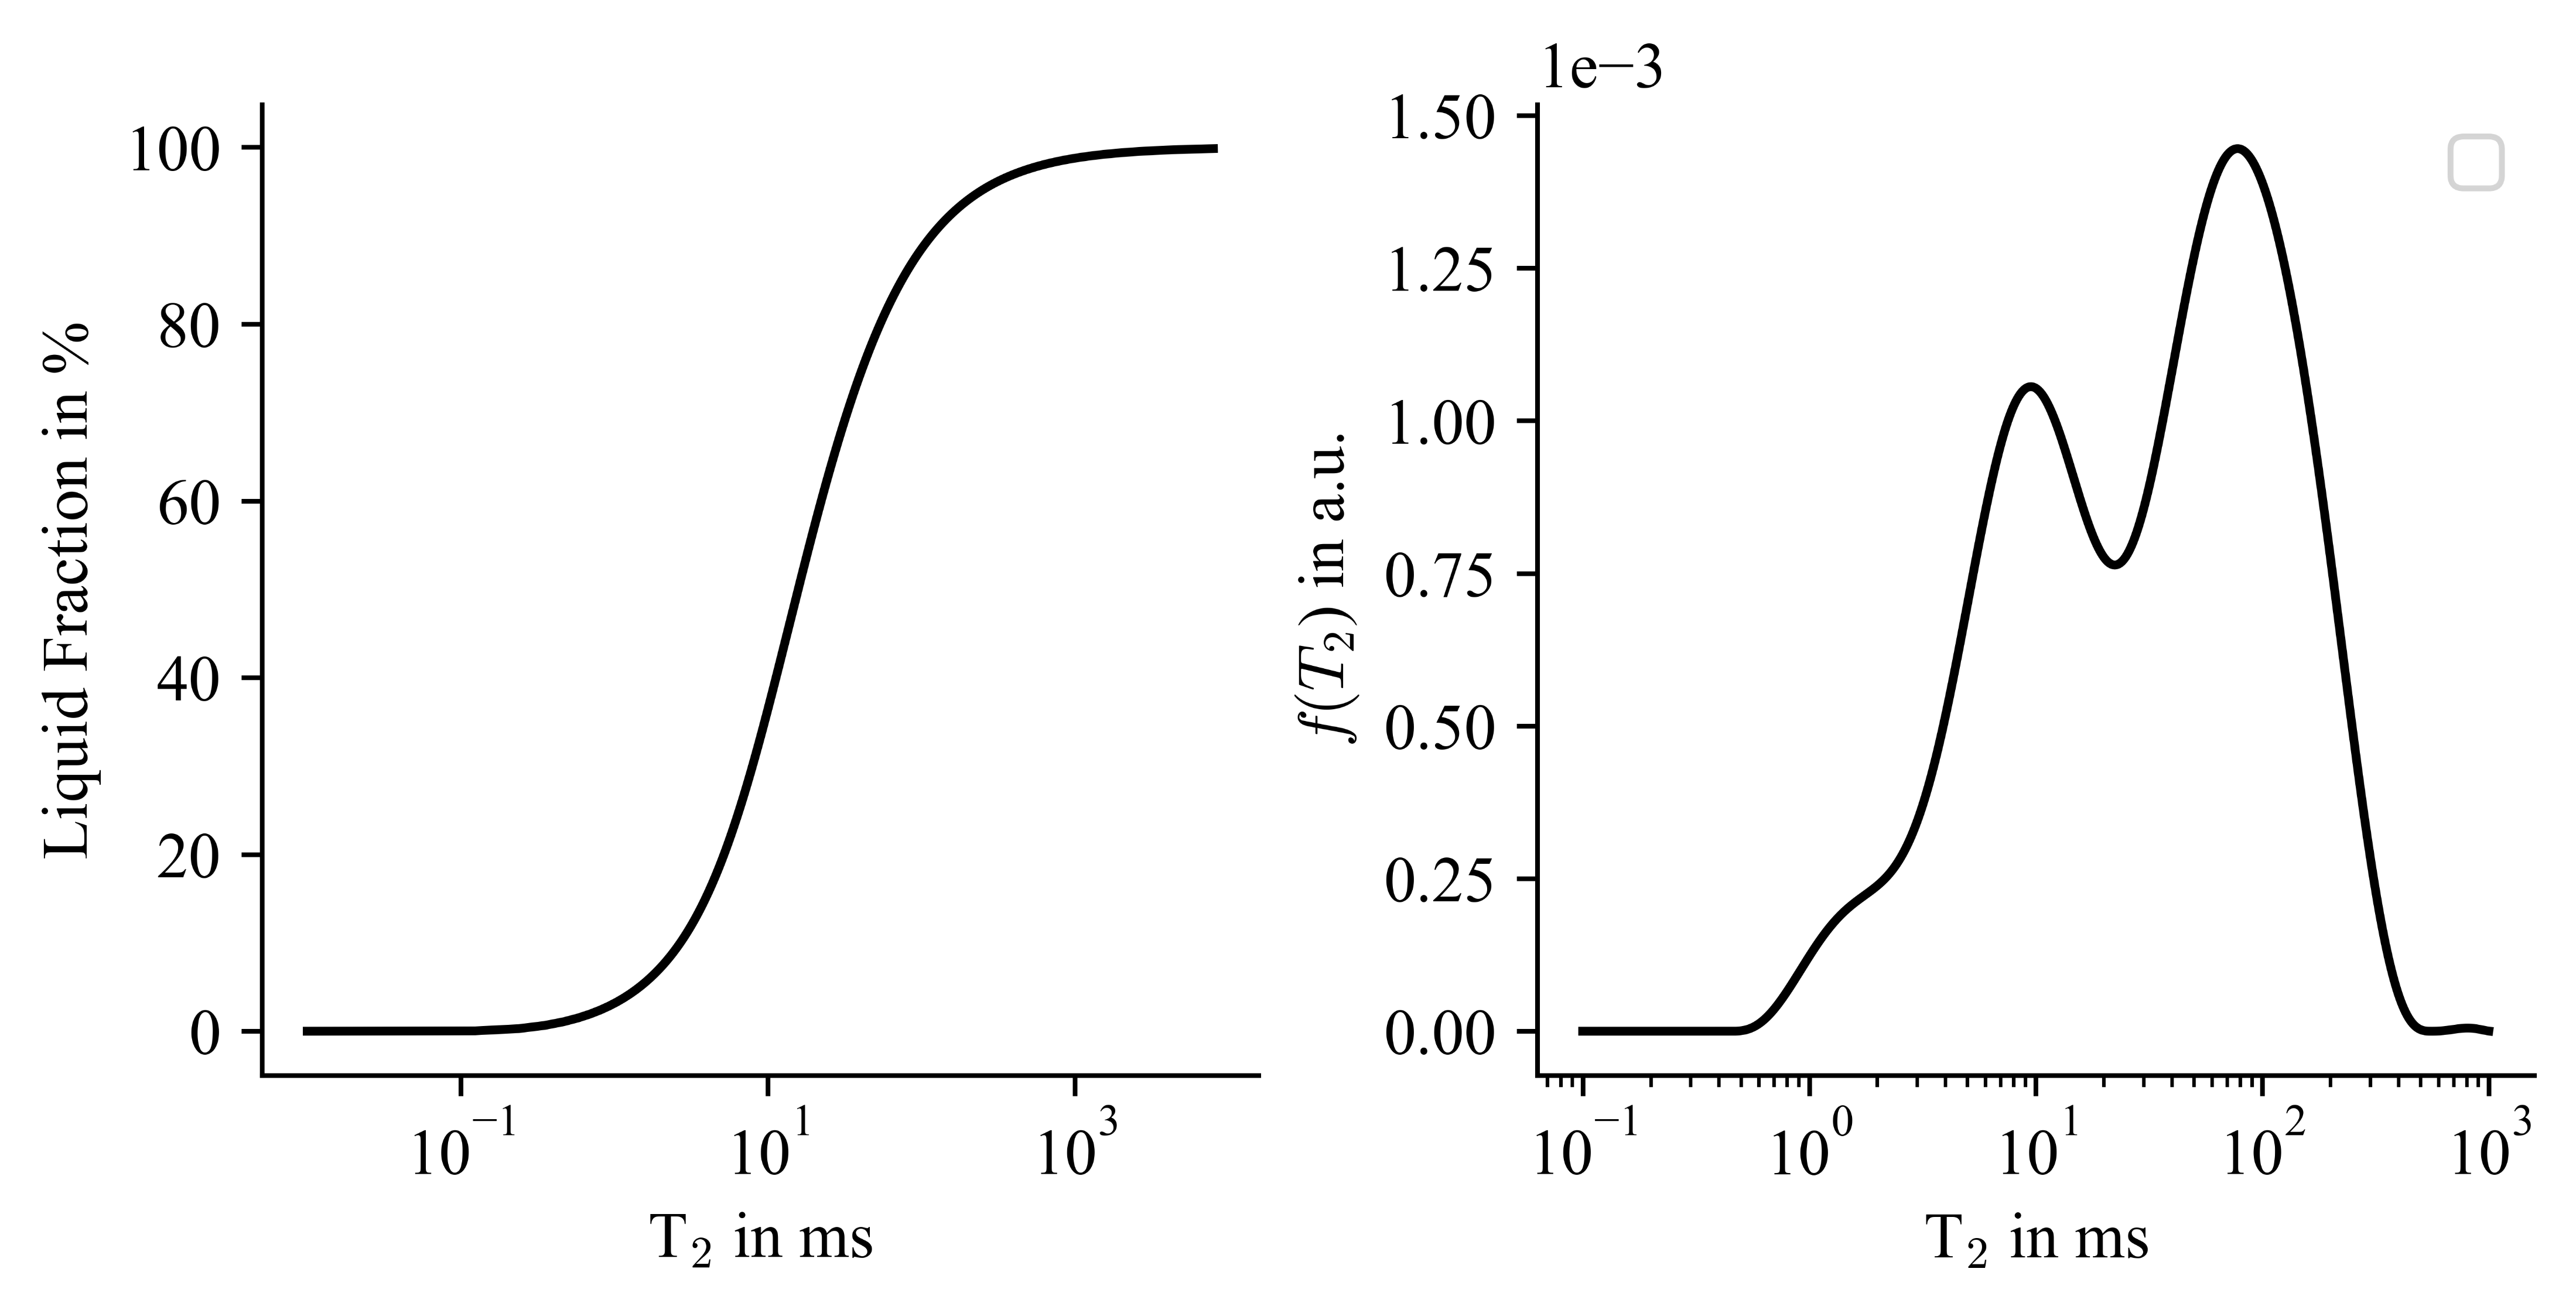 Liquid Fraction in %
100
80
60
40
20
0
10⁻¹ 10¹ 10³
T₂ in ms
1e−3
f(T₂) in a.u.
1.50
1.25
1.00
0.75
0.50
0.25
0.00
10⁻¹ 10⁰ 10¹ 10² 10³
T₂ in ms